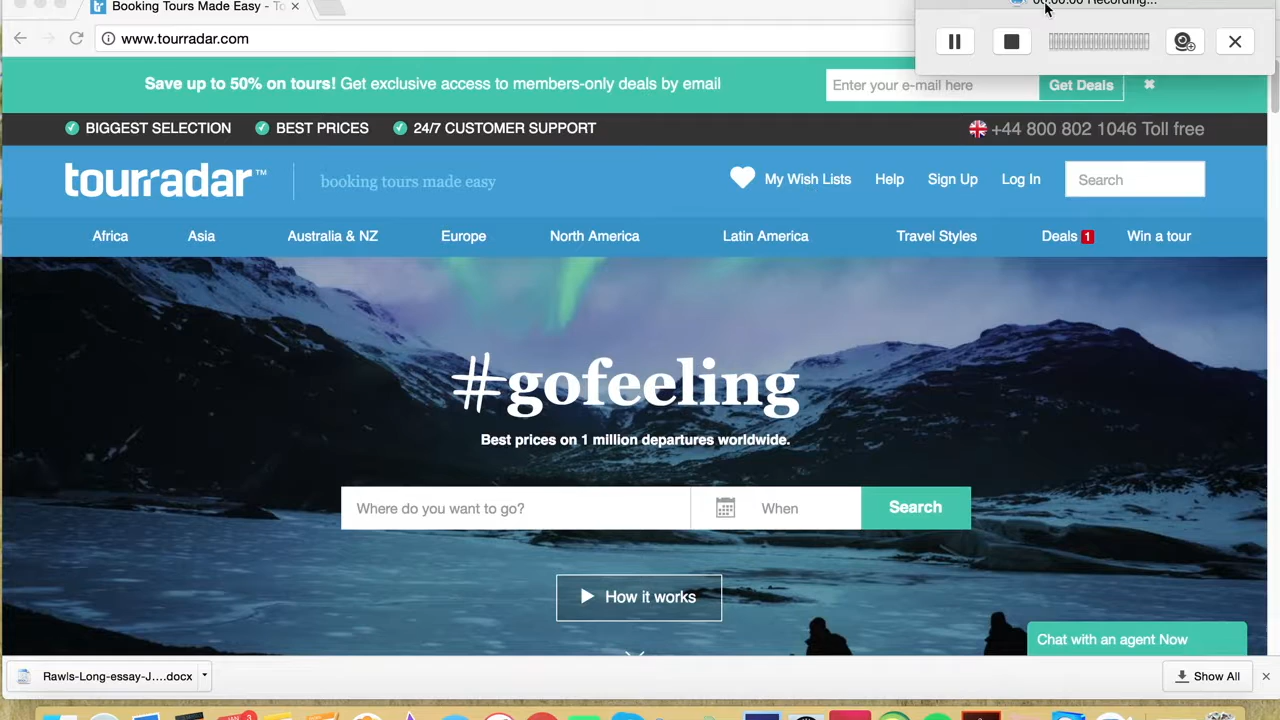 Booking Tours Made Easy -
Recording...
www.tourradar.com
Save up to 50% on tours! Get exclusive access to members-only deals by email
Enter your e-mail here
Get Deals
BIGGEST SELECTION
BEST PRICES
24/7 CUSTOMER SUPPORT
+44 800 802 1046 Toll free
tourradar™
booking tours made easy
My Wish Lists
Help
Sign Up
Log In
Search
Africa
Asia
Australia & NZ
Europe
North America
Latin America
Travel Styles
Deals 1
Win a tour
#gofeeling
Best prices on 1 million departures worldwide.
Where do you want to go?
When
Search
How it works
Chat with an agent Now
Rawls-Long-essay-J....docx
Show All